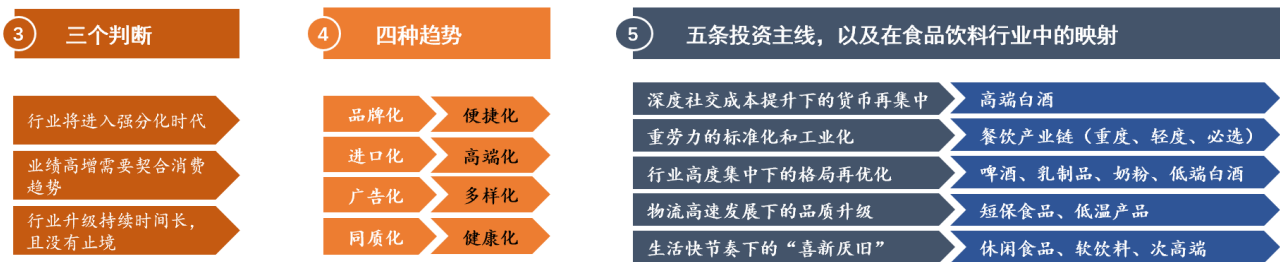 3 三个判断
行业将进入强分化时代
业绩高增需要契合消费
趋势
行业升级持续时间长，
且没有止境
4 四种趋势
品牌化 便捷化
进口化 高端化
广告化 多样化
同质化 健康化
5 五条投资主线，以及在食品饮料行业中的映射
深度社交成本提升下的货币再集中 高端白酒
重劳力的标准化和工业化 餐饮产业链（重度、轻度、必选）
行业高度集中下的格局再优化 啤酒、乳制品、奶粉、低端白酒
物流高速发展下的品质升级 短保食品、低温产品
生活快节奏下的“喜新厌旧” 休闲食品、软饮料、次高端